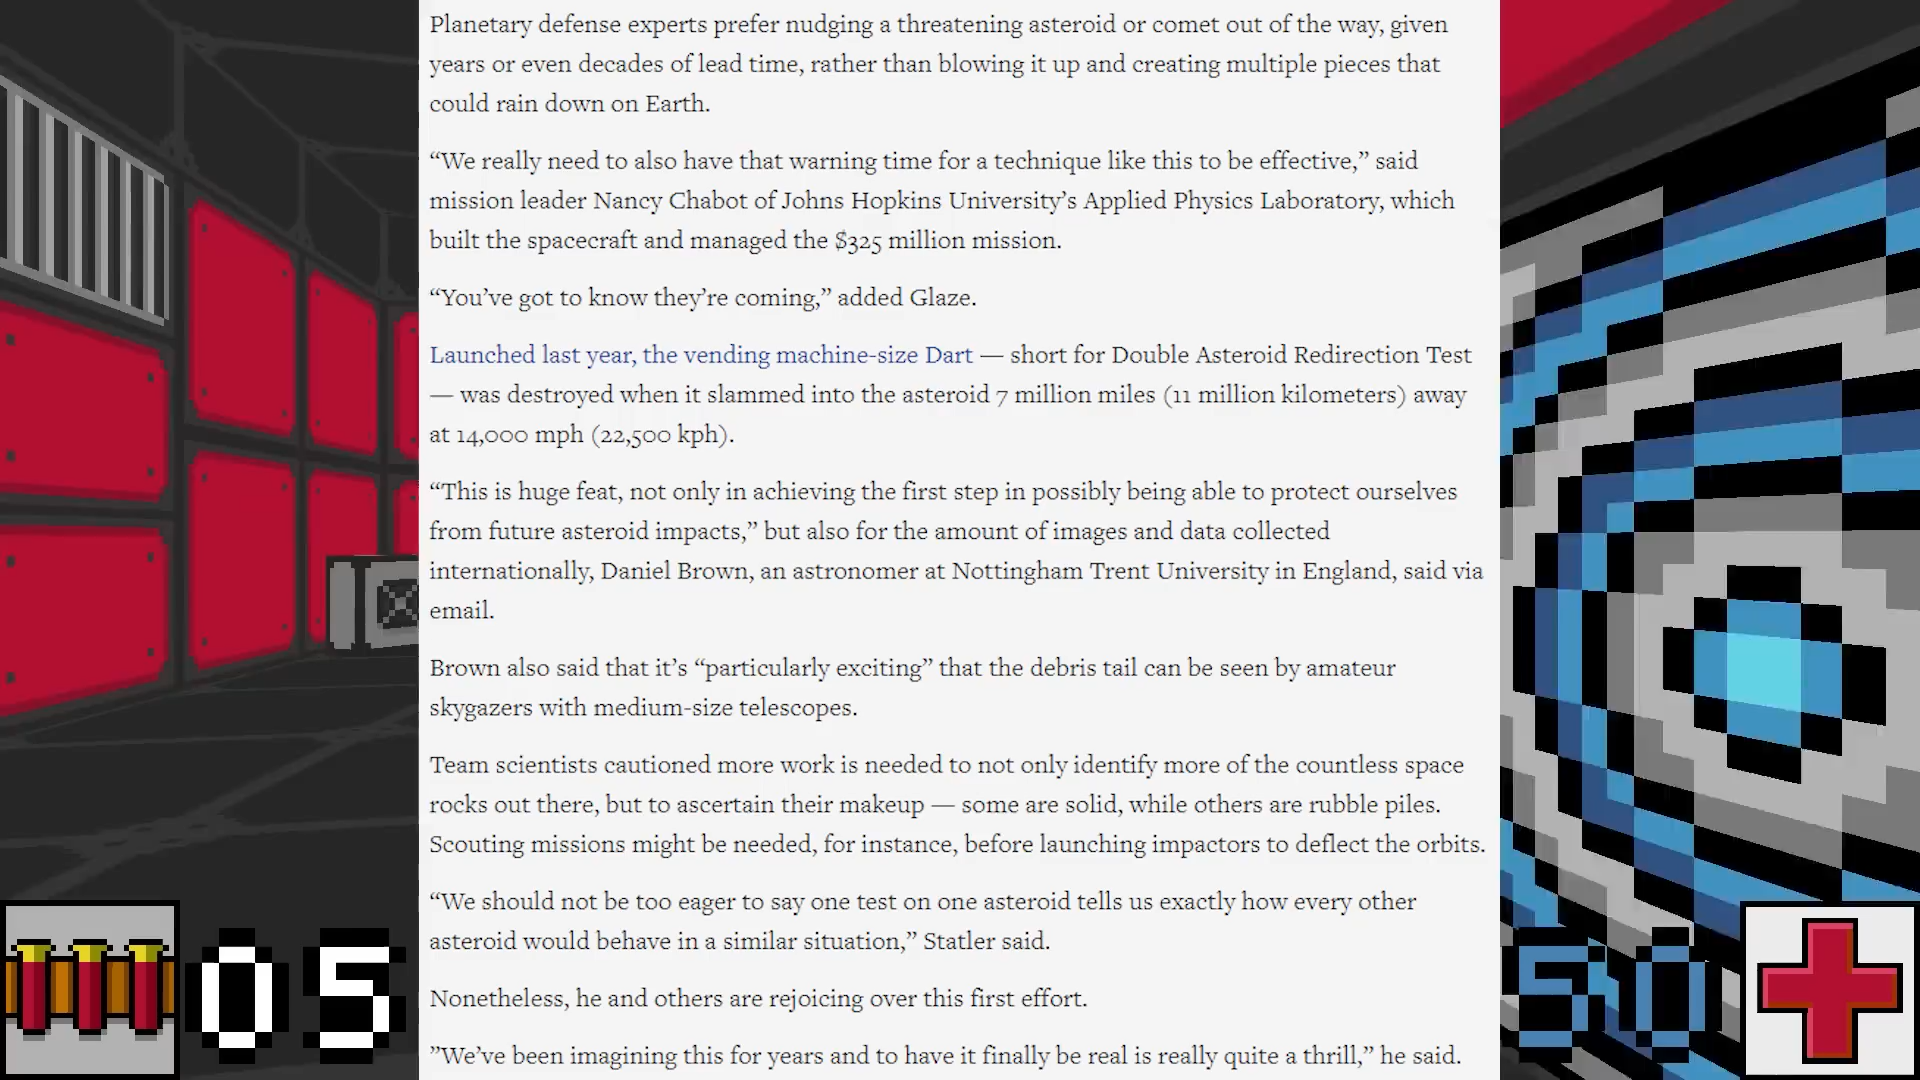 Planetary defense experts prefer nudging a threatening asteroid or comet out of the way, given
years or even decades of lead time, rather than blowing it up and creating multiple pieces that
could rain down on Earth.
“We really need to also have that warning time for a technique like this to be effective,” said
mission leader Nancy Chabot of Johns Hopkins University’s Applied Physics Laboratory, which
built the spacecraft and managed the $325 million mission.
“You’ve got to know they’re coming,” added Glaze.
Launched last year, the vending machine-size Dart — short for Double Asteroid Redirection Test
— was destroyed when it slammed into the asteroid 7 million miles (11 million kilometers) away
at 14,000 mph (22,500 kph).
“This is huge feat, not only in achieving the first step in possibly being able to protect ourselves
from future asteroid impacts,” but also for the amount of images and data collected
internationally, Daniel Brown, an astronomer at Nottingham Trent University in England, said via
email.
Brown also said that it’s “particularly exciting” that the debris tail can be seen by amateur
skygazers with medium-size telescopes.
Team scientists cautioned more work is needed to not only identify more of the countless space
rocks out there, but to ascertain their makeup — some are solid, while others are rubble piles.
Scouting missions might be needed, for instance, before launching impactors to deflect the orbits.
“We should not be too eager to say one test on one asteroid tells us exactly how every other
asteroid would behave in a similar situation,” Statler said.
Nonetheless, he and others are rejoicing over this first effort.
”We’ve been imagining this for years and to have it finally be real is really quite a thrill,” he said.
05
50